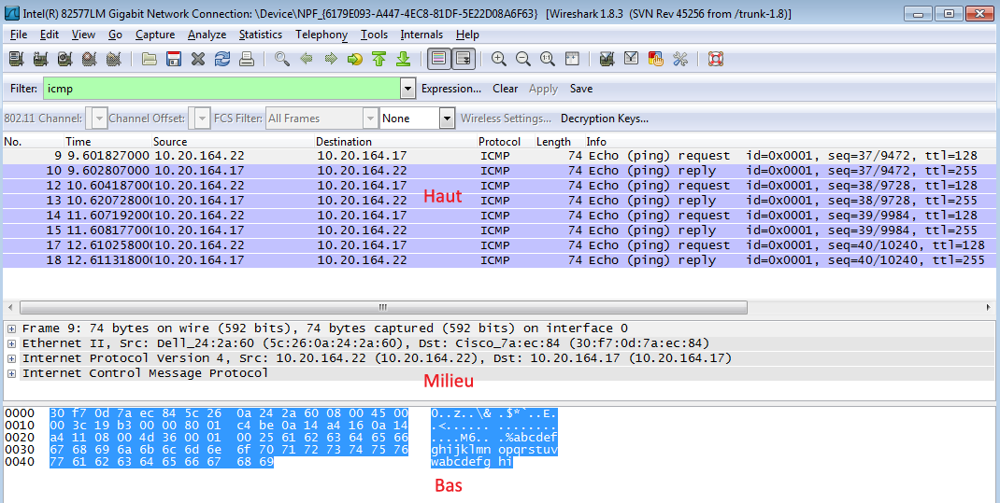 Intel(R) 82577LM Gigabit Network Connection: \Device\NPF_{6179E093-A447-4EC8-81DF-5E22D08A6F63} [Wireshark 1.8.3 (SVN Rev 45256 from /trunk-1.8)]
File Edit View Go Capture Analyze Statistics Telephony Tools Internals Help
Filter: icmp Expression... Clear Apply Save
802.11 Channel: Channel Offset: FCS Filter: All Frames None Wireless Settings... Decryption Keys...
No. Time Source Destination Protocol Length Info
9 9.601827000 10.20.164.22 10.20.164.17 ICMP 74 Echo (ping) request id=0x0001, seq=37/9472, ttl=128
10 9.602807000 10.20.164.17 10.20.164.22 ICMP 74 Echo (ping) reply id=0x0001, seq=37/9472, ttl=255
12 10.60418700( 10.20.164.22 10.20.164.17 ICMP 74 Echo (ping) request id=0x0001, seq=38/9728, ttl=128
13 10.62072800( 10.20.164.17 10.20.164.22 ICMP 74 Echo (ping) reply id=0x0001, seq=38/9728, ttl=255
Haut
14 11.60719200( 10.20.164.22 10.20.164.17 ICMP 74 Echo (ping) request id=0x0001, seq=39/9984, ttl=128
15 11.60817700( 10.20.164.17 10.20.164.22 ICMP 74 Echo (ping) reply id=0x0001, seq=39/9984, ttl=255
17 12.61025800( 10.20.164.22 10.20.164.17 ICMP 74 Echo (ping) request id=0x0001, seq=40/10240, ttl=128
18 12.61131800( 10.20.164.17 10.20.164.22 ICMP 74 Echo (ping) reply id=0x0001, seq=40/10240, ttl=255
Frame 9: 74 bytes on wire (592 bits), 74 bytes captured (592 bits) on interface 0
Ethernet II, Src: Dell_24:2a:60 (5c:26:0a:24:2a:60), Dst: Cisco_7a:ec:84 (30:f7:0d:7a:ec:84)
Internet Protocol Version 4, Src: 10.20.164.22 (10.20.164.22), Dst: 10.20.164.17 (10.20.164.17)
Internet Control Message Protocol
Milieu
0000 30 f7 0d 7a ec 84 5c 26 0a 24 2a 60 08 00 45 00 0..z..\& .$*`..E.
0010 00 3c 19 b3 00 00 80 01 c4 be 0a 14 a4 16 0a 14 .<...... ........
0020 a4 11 08 00 4d 36 00 01 00 25 61 62 63 64 65 66 ....M6.. .%abcdef
0030 67 68 69 6a 6b 6c 6d 6e 6f 70 71 72 73 74 75 76 ghijklmn opqrstuv
0040 77 61 62 63 64 65 66 67 68 69 wabcdefg hi
Bas